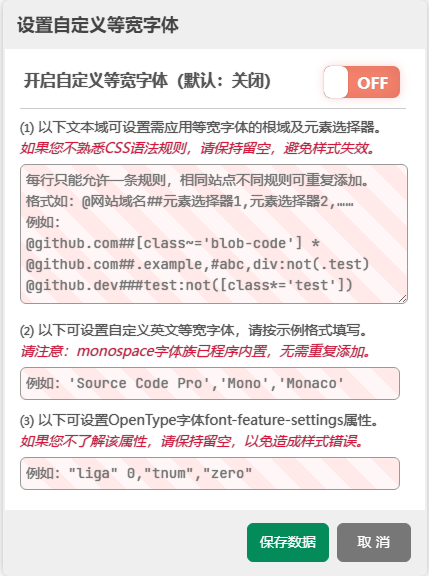 设置自定义等宽字体
开启自定义等宽字体（默认：关闭）
OFF
(1) 以下文本域可设置需应用等宽字体的根域及元素选择器。
如果您不熟悉CSS语法规则，请保持留空，避免样式失效。
每行只能允许一条规则，相同站点不同规则可重复添加。
格式如：@网站域名##元素选择器1,元素选择器2,……
例如：
@github.com##[class~='blob-code'] *
@github.com##.example,#abc,div:not(.test)
@github.dev###test:not([class*='test'])
(2) 以下可设置自定义英文等宽字体，请按示例格式填写。
请注意：monospace字体族已程序内置，无需重复添加。
例如：'Source Code Pro','Mono','Monaco'
(3) 以下可设置OpenType字体font-feature-settings属性。
如果您不了解该属性，请保持留空，以免造成样式错误。
例如："liga" 0,"tnum","zero"
保存数据
取 消